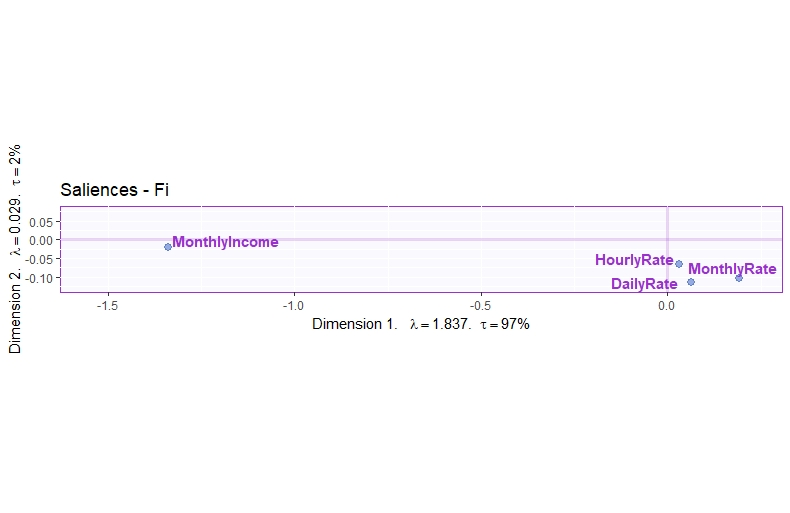 Saliences - Fi
Dimension 2. λ = 0.029. τ = 2%
0.05
0.00
-0.05
-0.10
MonthlyIncome
HourlyRate
MonthlyRate
DailyRate
-1.5
-1.0
-0.5
0.0
Dimension 1. λ = 1.837. τ = 97%